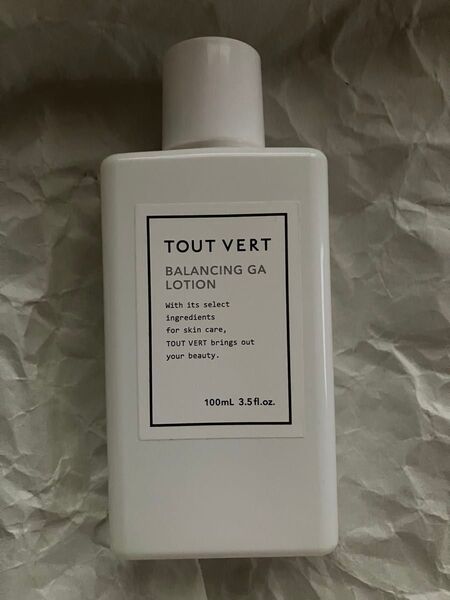 TOUT VERT
BALANCING GA
LOTION
With its select
ingredients
for skin care,
TOUT VERT brings out
your beauty.
100mL 3.5fl.oz.